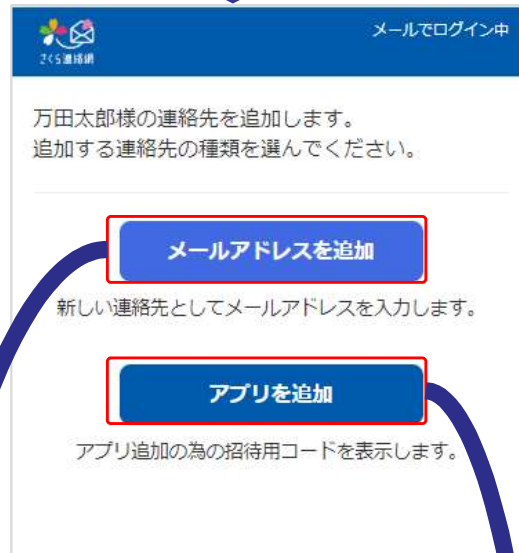 さくら連絡網
メールでログイン中
万田太郎様の連絡先を追加します。
追加する連絡先の種類を選んでください。
メールアドレスを追加
新しい連絡先としてメールアドレスを入力します。
アプリを追加
アプリ追加の為の招待用コードを表示します。